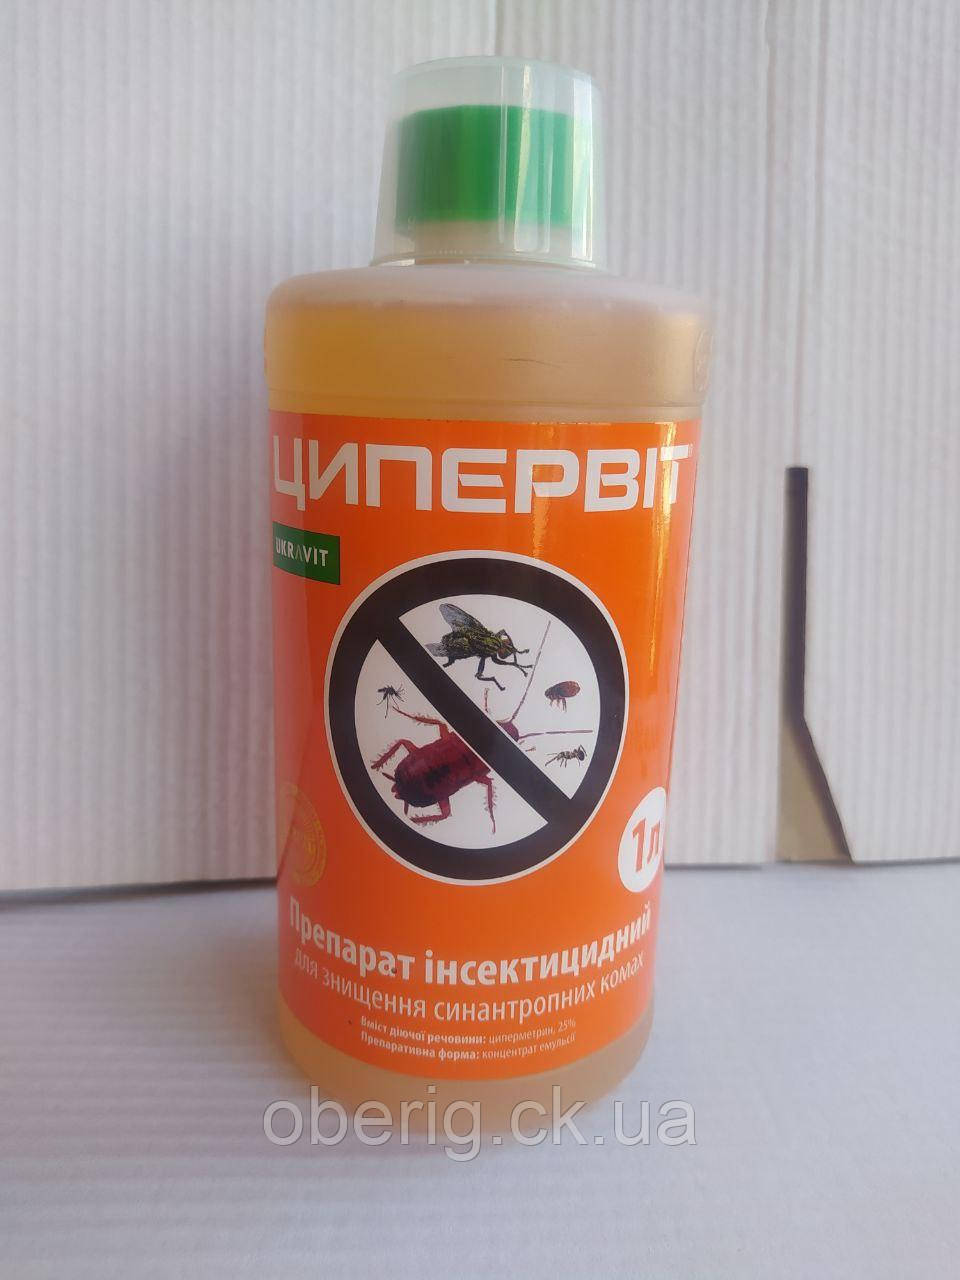 ЦИПЕРВІТ
UKRAVIT
1л
Препарат інсектицидний
для знищення синантропних комах
Вміст діючої речовини: циперметрин, 25%
Препаративна форма: концентрат емульсії
oberig.ck.ua